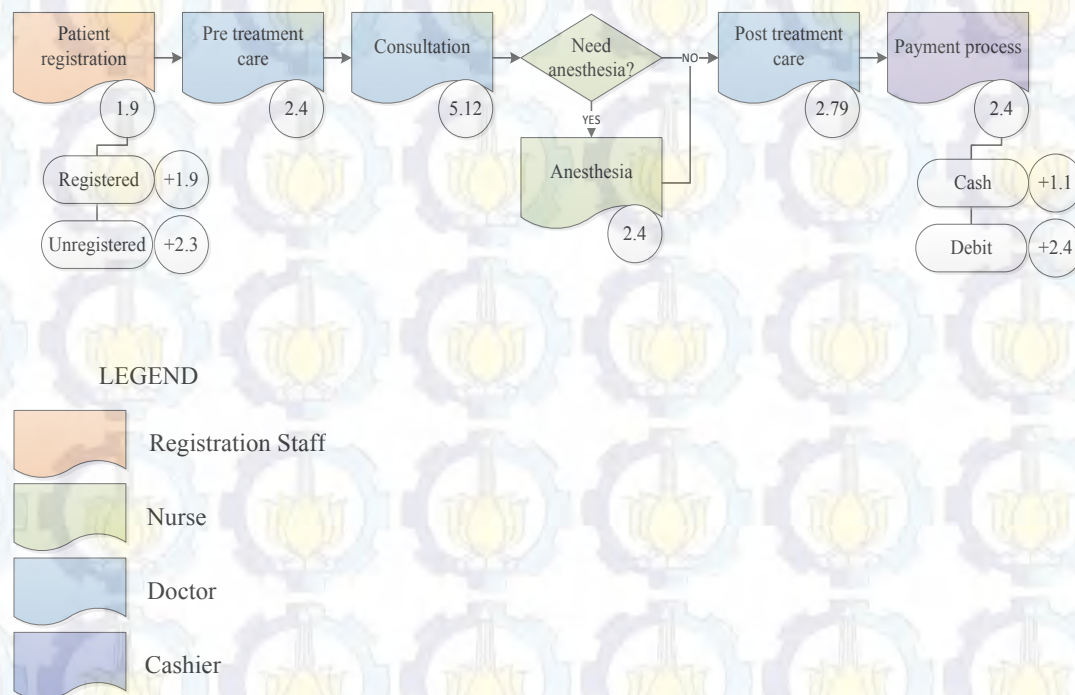 Patient
registration
1.9
Registered
+1.9
Unregistered
+2.3
Pre treatment
care
2.4
Consultation
5.12
Need
anesthesia?
NO
YES
Anesthesia
2.4
Post treatment
care
2.79
Payment process
2.4
Cash
+1.1
Debit
+2.4
LEGEND
Registration Staff
Nurse
Doctor
Cashier